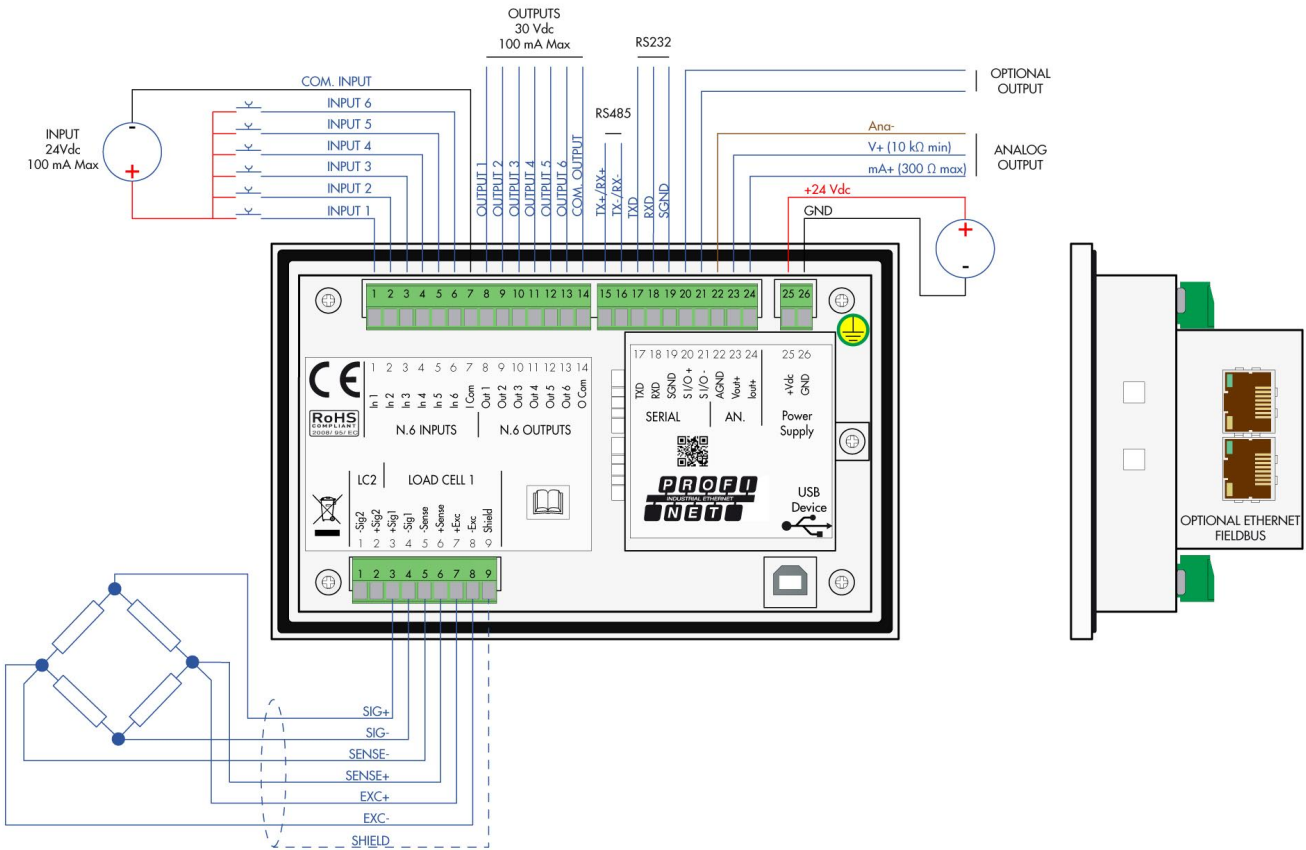 OUTPUTS
30 Vdc
100 mA Max
RS232
COM. INPUT
INPUT 6
INPUT 5
INPUT 4
INPUT 3
INPUT 2
INPUT 1
INPUT
24Vdc
100 mA Max
-
+
OUTPUT 1
OUTPUT 2
OUTPUT 3
OUTPUT 4
OUTPUT 5
OUTPUT 6
COM. OUTPUT
RS485
TX+/RX+
TX-/RX-
TXD
RXD
SGND
OPTIONAL
OUTPUT
Ana-
V+ (10 kΩ min)
mA+ (300 Ω max)
ANALOG
OUTPUT
+24 Vdc
GND
+
-
1 2 3 4 5 6 7 8 9 10 11 12 13 14
15 16 17 18 19 20 21 22 23 24
25 26
CE
RoHS
COMPLIANT
2008/95/EC
1 2 3 4 5 6 7 8 9 10 11 12 13 14
In 1
In 2
In 3
In 4
In 5
In 6
I Com
Out 1
Out 2
Out 3
Out 4
Out 5
Out 6
O Com
N.6 INPUTS
N.6 OUTPUTS
17 18 19 20 21 22 23 24
25 26
TXD
RXD
SGND
S I/O +
S I/O -
AGND
Vout+
Iout+
+Vdc
GND
SERIAL
AN.
Power
Supply
PROFI
INDUSTRIAL ETHERNET
NET
USB
Device
LC2
LOAD CELL 1
-Sig2
+Sig2
+Sig1
-Sig1
-Sense
+Sense
+Exc
-Exc
Shield
1 2 3 4 5 6 7 8 9
1 2 3 4 5 6 7 8 9
SIG+
SIG-
SENSE-
SENSE+
EXC+
EXC-
SHIELD
OPTIONAL ETHERNET
FIELDBUS